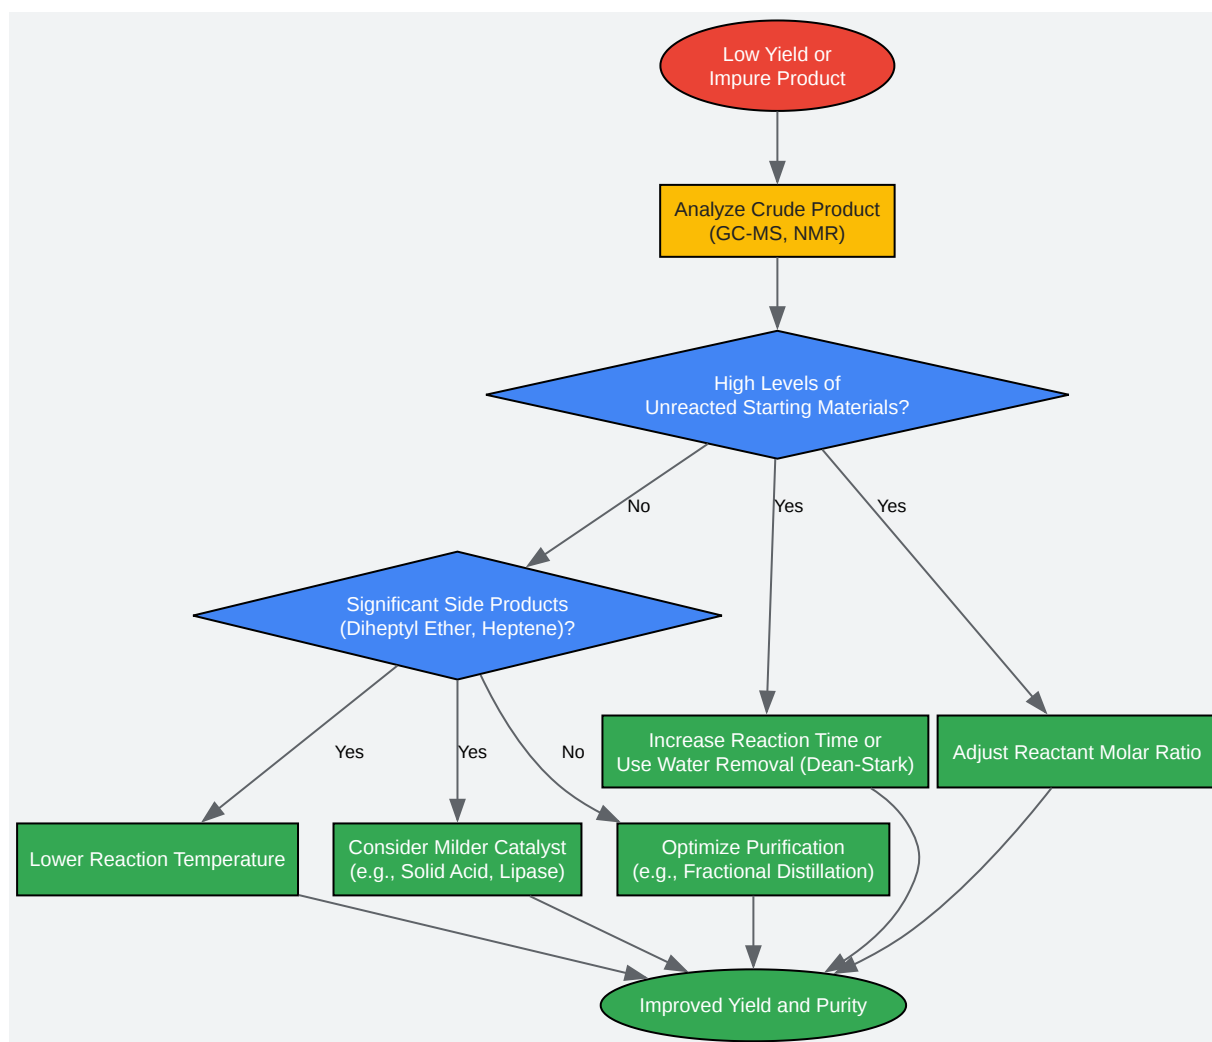 Low Yield or
Impure Product
Analyze Crude Product
(GC-MS, NMR)
High Levels of
Unreacted Starting Materials?
No
Yes
Yes
Significant Side Products
(Diheptyl Ether, Heptene)?
Yes
Yes
No
Increase Reaction Time or
Use Water Removal (Dean-Stark)
Adjust Reactant Molar Ratio
Lower Reaction Temperature
Consider Milder Catalyst
(e.g., Solid Acid, Lipase)
Optimize Purification
(e.g., Fractional Distillation)
Improved Yield and Purity